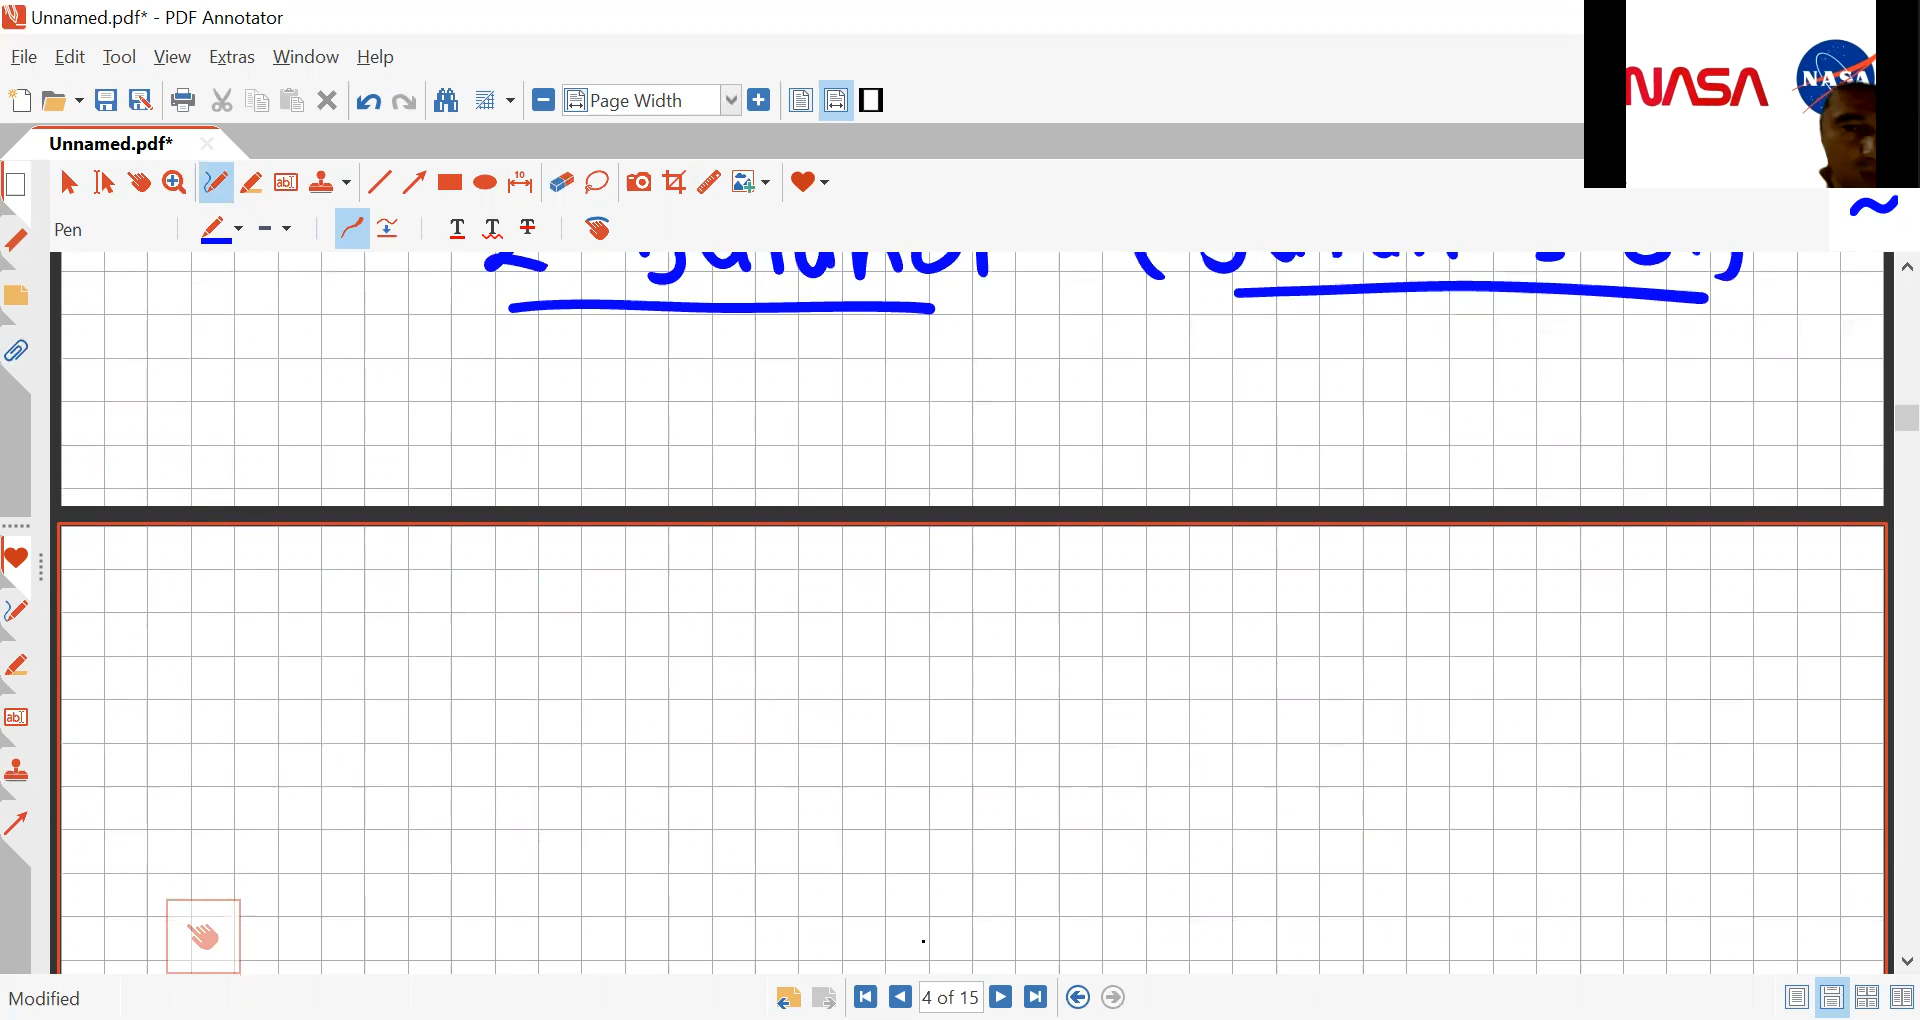 Unnamed.pdf* - PDF Annotator
File Edit Tool View Extras Window Help
Page Width
NASA
NASA
Unnamed.pdf*
10
Pen
T T T
Modified
4 of 15